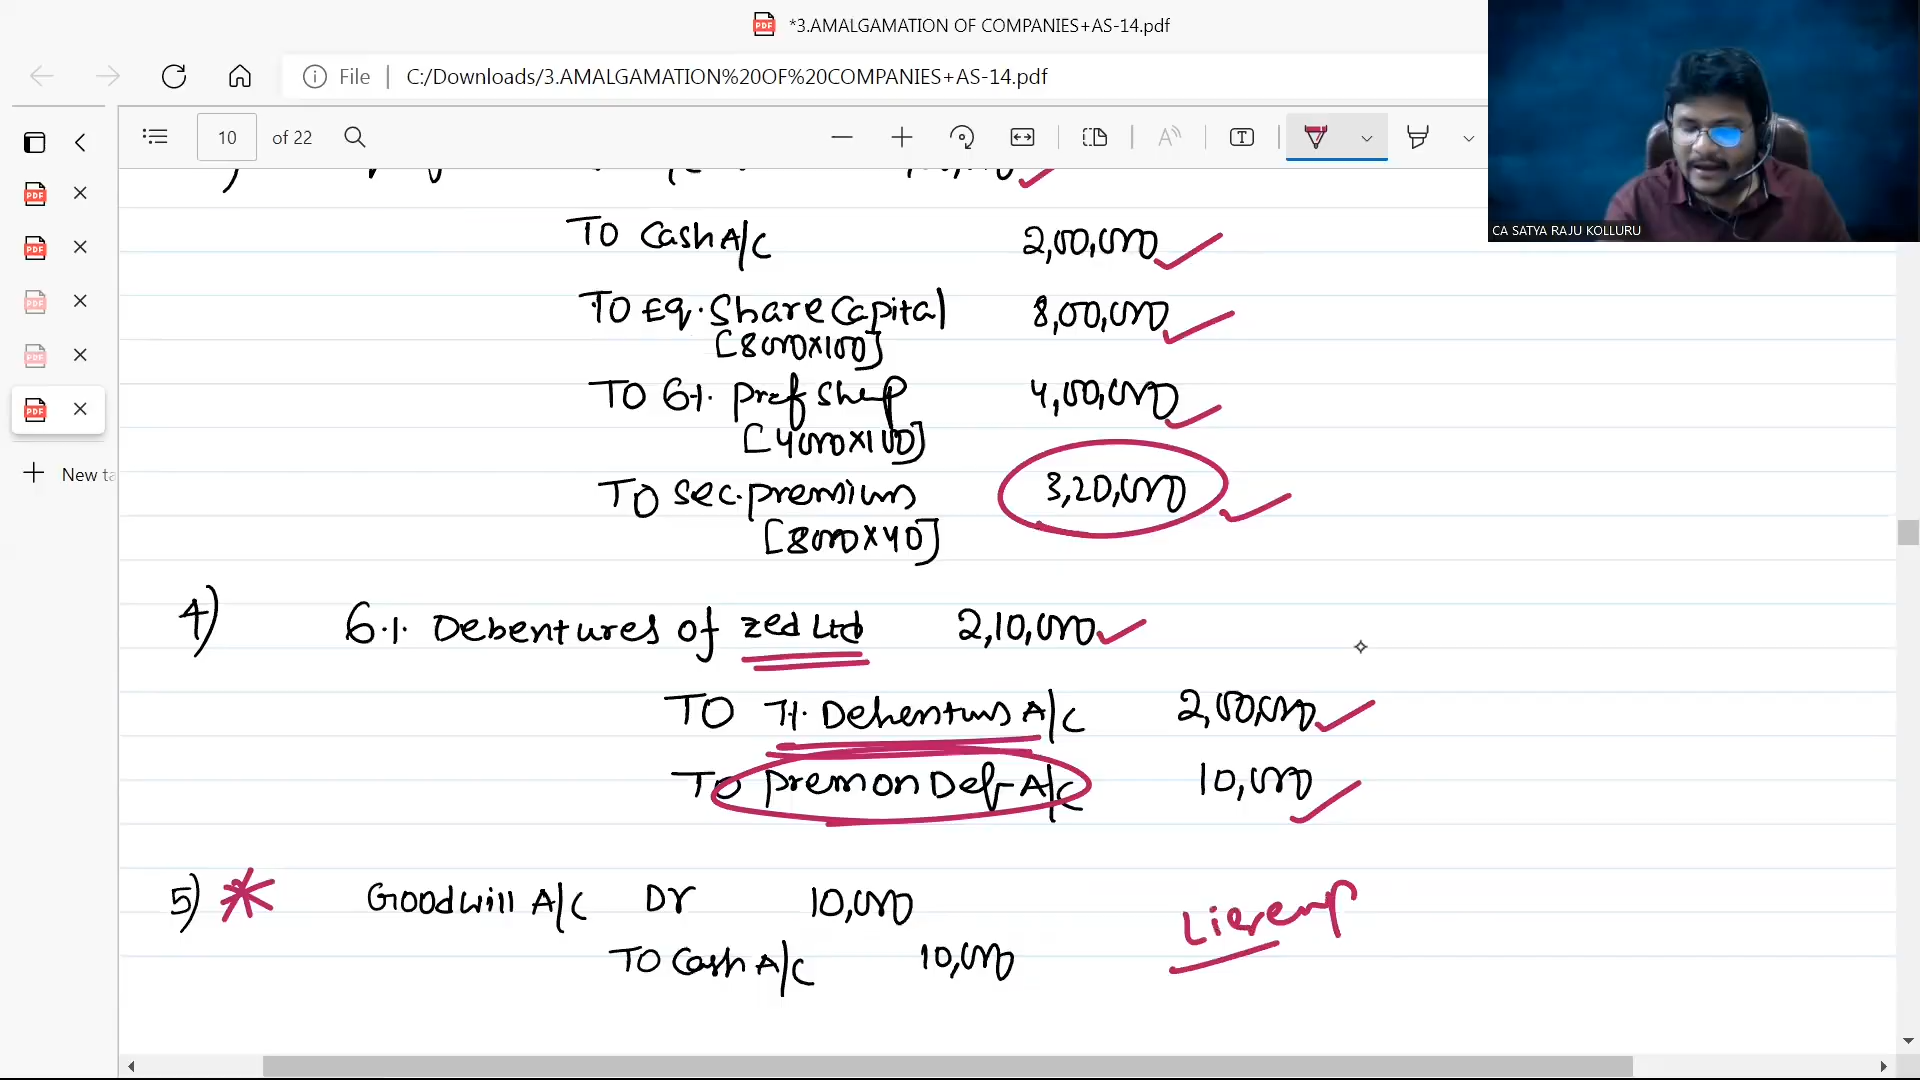 *3.AMALGAMATION OF COMPANIES+AS-14.pdf
File | C:/Downloads/3.AMALGAMATION%20OF%20COMPANIES+AS-14.pdf
10 of 22
CA SATYA RAJU KOLLURU
New ta
TO Cash A/C 2,00,000
TO Eq. Share Capital 8,00,000
[8000x100]
TO 6%. Pref Shcap 4,00,000
[4000x100]
TO Sec. premium 3,20,000
[8000x40]
4) 6%. Debentures of Zed Ltd 2,10,000
TO 7%. Debentures A/C 2,00,000
TO prem on Deb A/C 10,000
5) * Goodwill A/C Dr 10,000
TO Cash A/C 10,000